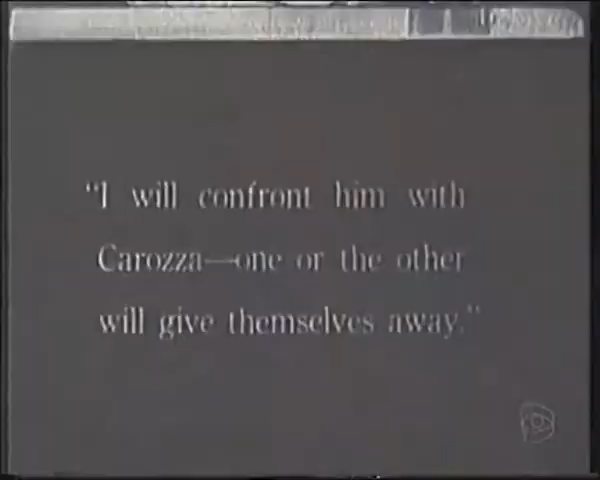 “I will confront him with
Carozza—one or the other
will give themselves away.”